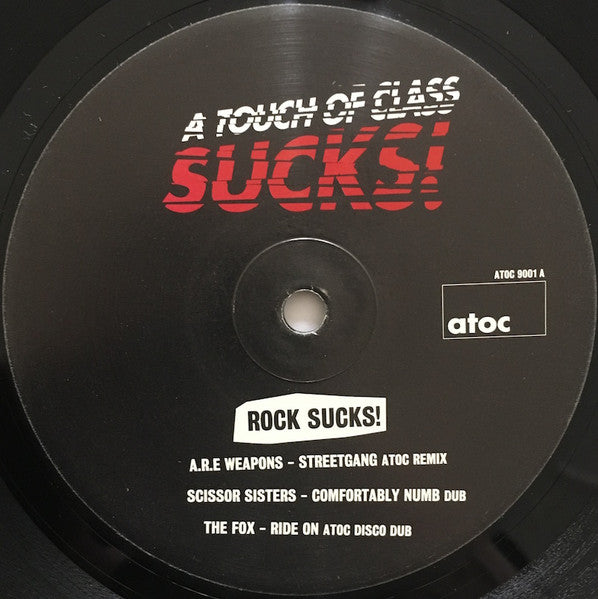 A TOUCH OF CLASS
SUCKS!
ATOC 9001 A
atoc
ROCK SUCKS!
A.R.E WEAPONS – STREETGANG ATOC REMIX
SCISSOR SISTERS – COMFORTABLY NUMB DUB
THE FOX – RIDE ON ATOC DISCO DUB